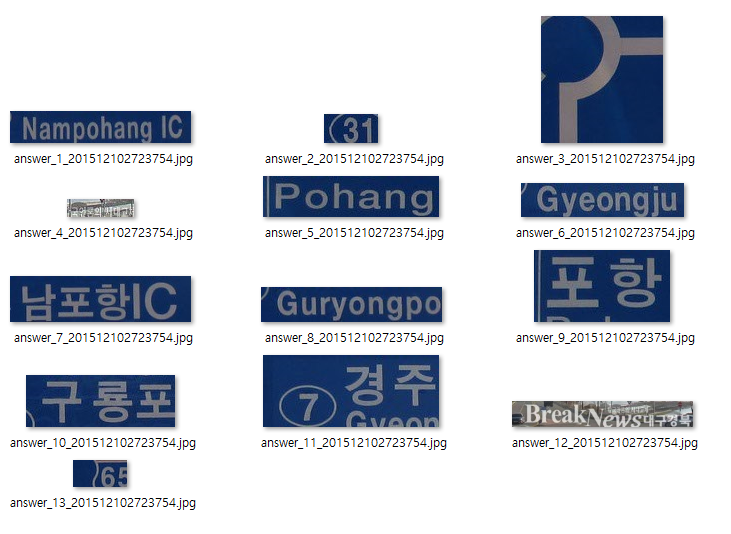 Nampohang IC
31
answer_1_201512102723754.jpg
answer_2_201512102723754.jpg
answer_3_201512102723754.jpg
Pohang
Gyeongju
answer_4_201512102723754.jpg
answer_5_201512102723754.jpg
answer_6_201512102723754.jpg
남포항IC
Guryongpo
포항
answer_7_201512102723754.jpg
answer_8_201512102723754.jpg
answer_9_201512102723754.jpg
구룡포
7
경주
Gyeon
BreakNews대구경북
answer_10_201512102723754.jpg
answer_11_201512102723754.jpg
answer_12_201512102723754.jpg
65
answer_13_201512102723754.jpg